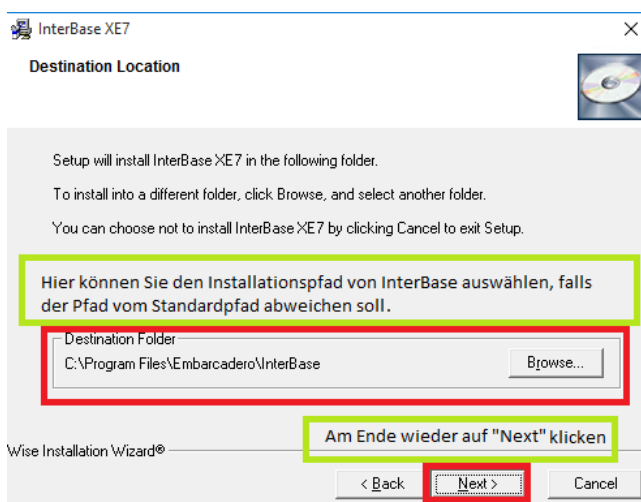 InterBase XE7
Destination Location
Setup will install InterBase XE7 in the following folder.
To install into a different folder, click Browse, and select another folder.
You can choose not to install InterBase XE7 by clicking Cancel to exit Setup.
Hier können Sie den Installationspfad von InterBase auswählen, falls
der Pfad vom Standardpfad abweichen soll.
Destination Folder
C:\Program Files\Embarcadero\InterBase
Browse...
Am Ende wieder auf "Next" klicken
Wise Installation Wizard®
< Back
Next >
Cancel